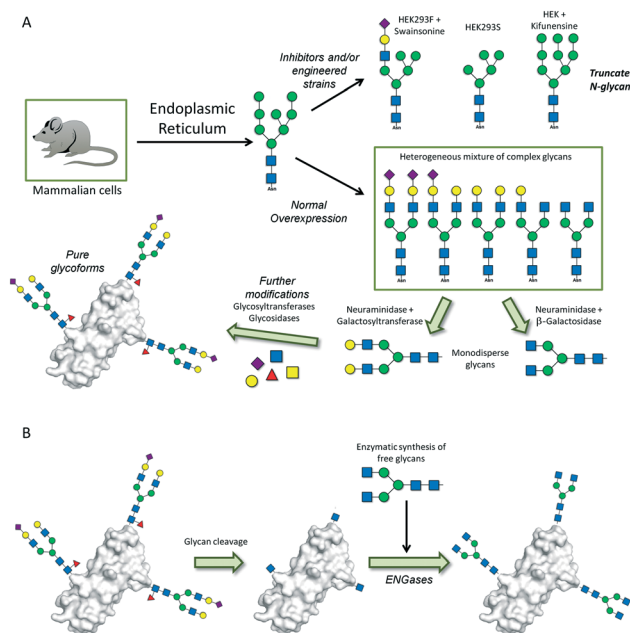 A
HEK293F +
Swainsonine
HEK293S
HEK +
Kifunensine
Inhibitors and/or
engineered
strains
Truncate
N-glycan
Endoplasmic
Reticulum
Asn
Asn
Asn
Asn
Mammalian cells
Heterogeneous mixture of complex glycans
Normal
Overexpression
Asn
Asn
Asn
Asn
Asn
Pure
glycoforms
Further
modifications
Glycosyltransferases
Glycosidases
Neuraminidase +
Galactosyltransferase
Neuraminidase +
β-Galactosidase
Monodisperse
glycans
B
Enzymatic synthesis of
free glycans
Glycan cleavage
ENGases